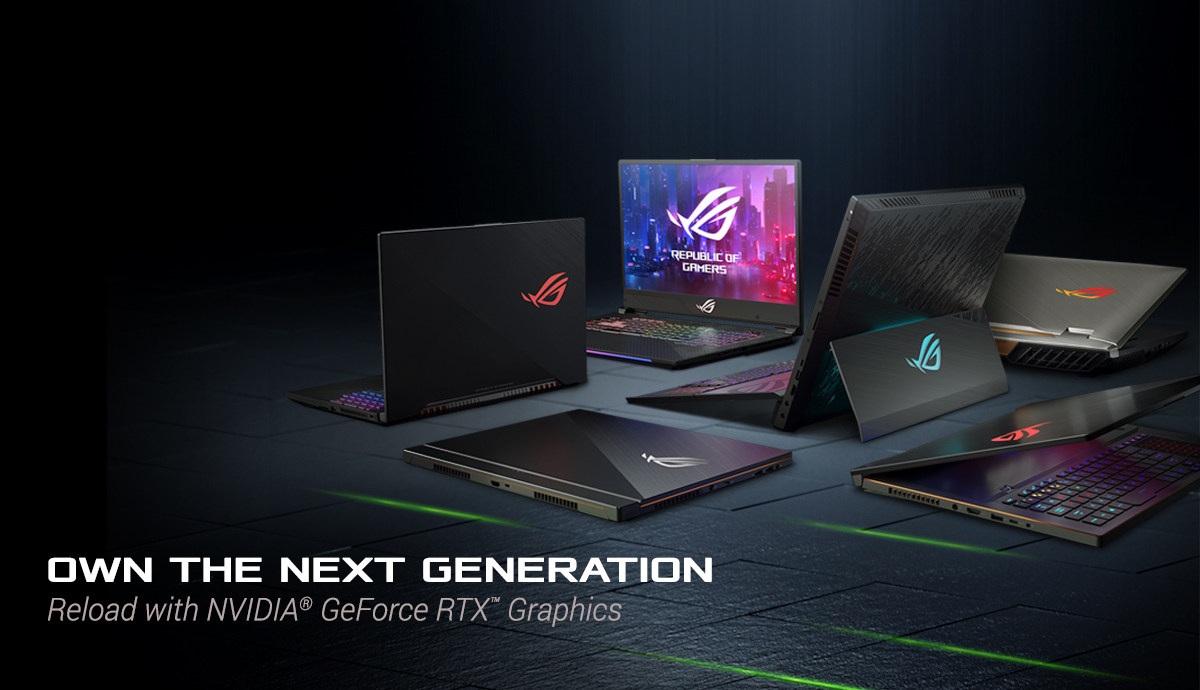 REPUBLIC OF
GAMERS
OWN THE NEXT GENERATION
Reload with NVIDIA® GeForce RTX™ Graphics